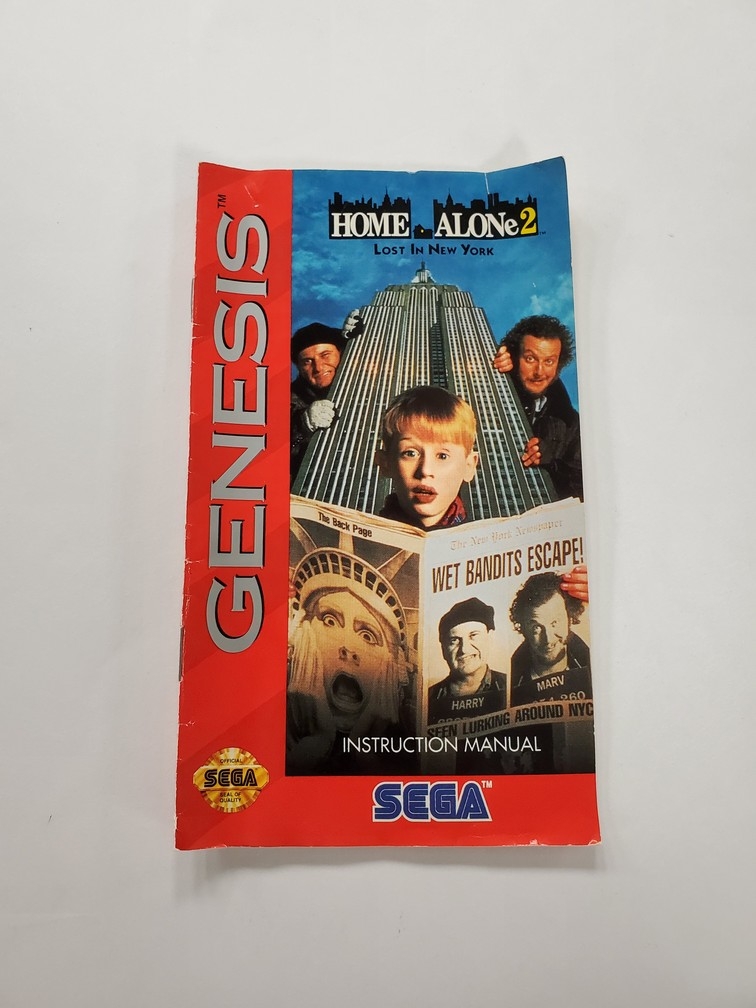 GENESIS™
HOME ALONe 2™
LOST IN NEW YORK
The Back Page
The New York Newspaper
WET BANDITS ESCAPE!
HARRY
MARV
SEEN LURKING AROUND NYC
INSTRUCTION MANUAL
OFFICIAL
SEGA
SEAL OF
QUALITY
SEGA™